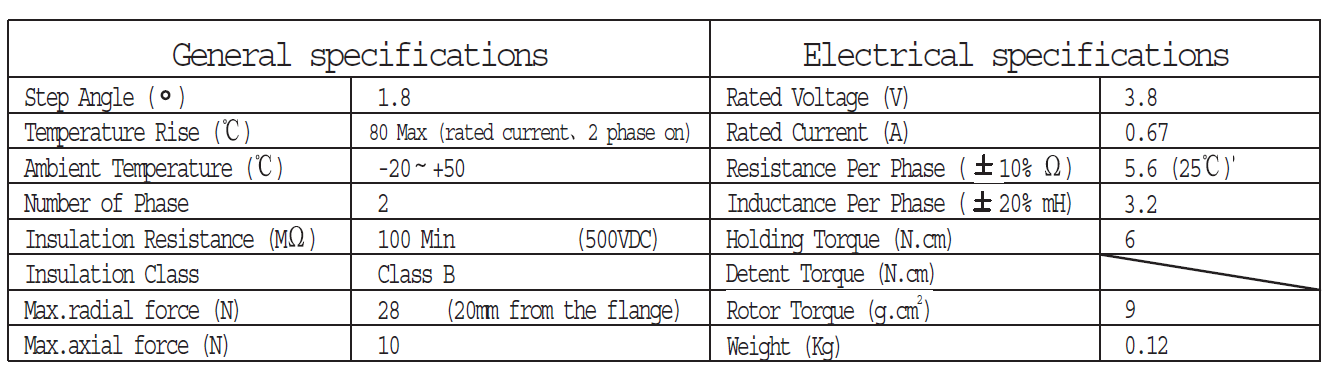 General specifications Electrical specifications
Step Angle (°) 1.8 Rated Voltage (V) 3.8
Temperature Rise (℃) 80 Max (rated current、2 phase on) Rated Current (A) 0.67
Ambient Temperature (℃) -20~+50 Resistance Per Phase (±10% Ω) 5.6 (25℃)'
Number of Phase 2 Inductance Per Phase (±20% mH) 3.2
Insulation Resistance (MΩ) 100 Min (500VDC) Holding Torque (N.cm) 6
Insulation Class Class B Detent Torque (N.cm)
Max.radial force (N) 28 (20mm from the flange) Rotor Torque (g.cm²) 9
Max.axial force (N) 10 Weight (Kg) 0.12